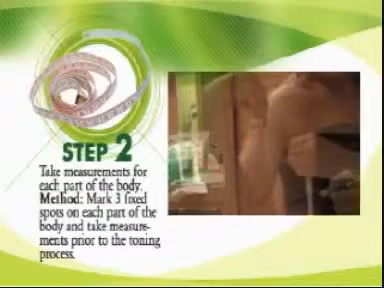 STEP 2
Take measurements for
each part of the body.
Method: Mark 3 fixed
spots on each part of the
body and take measure-
ments prior to the toning
process.